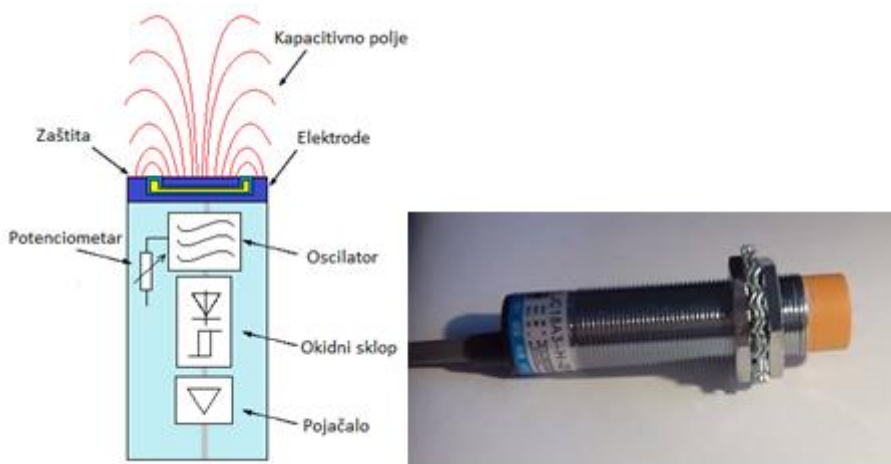 Kapacitivno polje
Zaštita
Elektrode
Potenciometar
Oscilator
Okidni sklop
Pojačalo